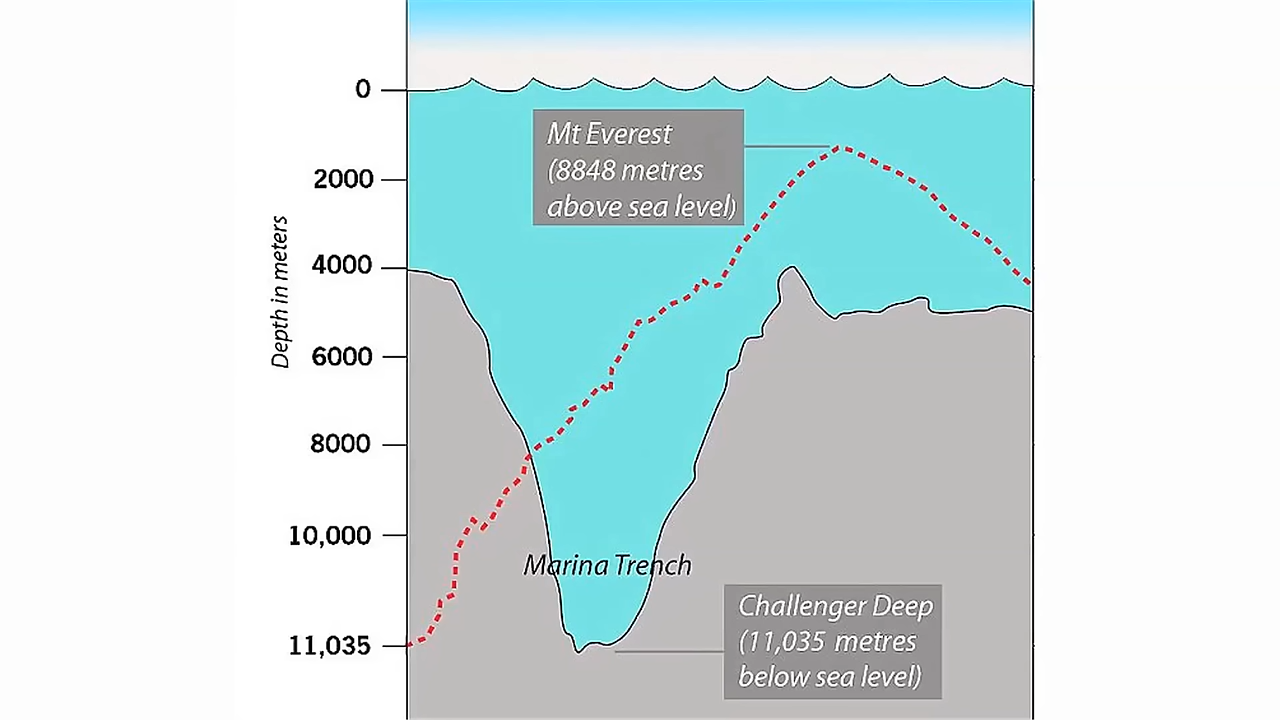 0
Mt Everest
(8848 metres
above sea level)
2000
Depth in meters
4000
6000
8000
10,000
Marina Trench
Challenger Deep
(11,035 metres
below sea level)
11,035